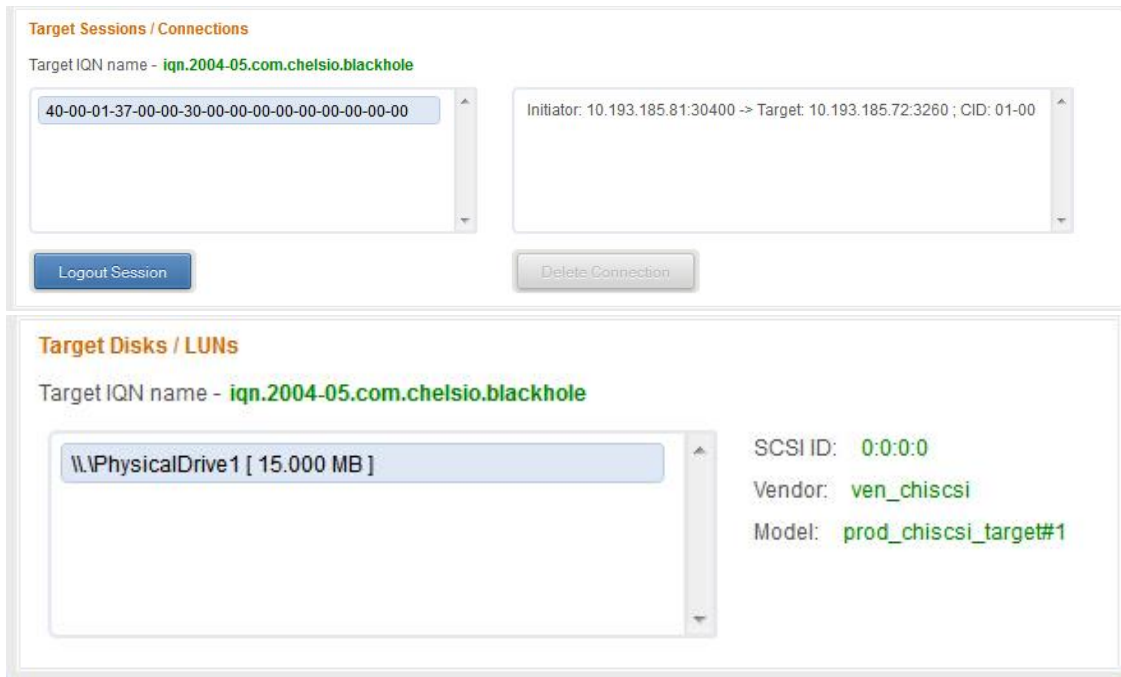 Target Sessions / Connections
Target IQN name - iqn.2004-05.com.chelsio.blackhole
40-00-01-37-00-00-30-00-00-00-00-00-00-00-00-00
Initiator: 10.193.185.81:30400 -> Target: 10.193.185.72:3260 ; CID: 01-00
Logout Session
Delete Connection
Target Disks / LUNs
Target IQN name - iqn.2004-05.com.chelsio.blackhole
\\.\PhysicalDrive1 [ 15.000 MB ]
SCSI ID: 0:0:0:0
Vendor: ven_chiscsi
Model: prod_chiscsi_target#1